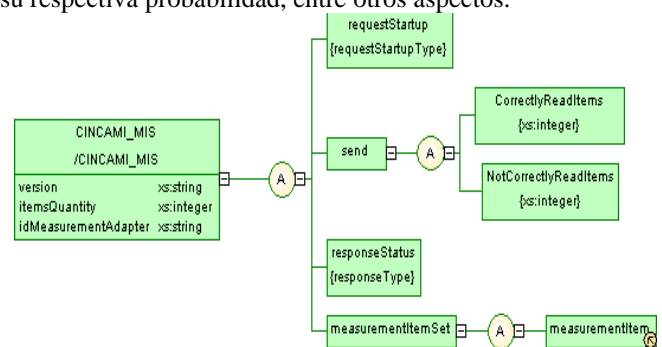 su respectiva probabilidad, entre otros aspectos.
requestStartup
{requestStartupType}
CINCAMI_MIS
/CINCAMI_MIS
version xs:string
itemsQuantity xs:integer
idMeasurementAdapter xs:string
A
send
A
CorrectlyReadItems
{xs:integer}
NotCorrectlyReadItems
{xs:integer}
responseStatus
{responseType}
measurementItemSet
A
measurementItem